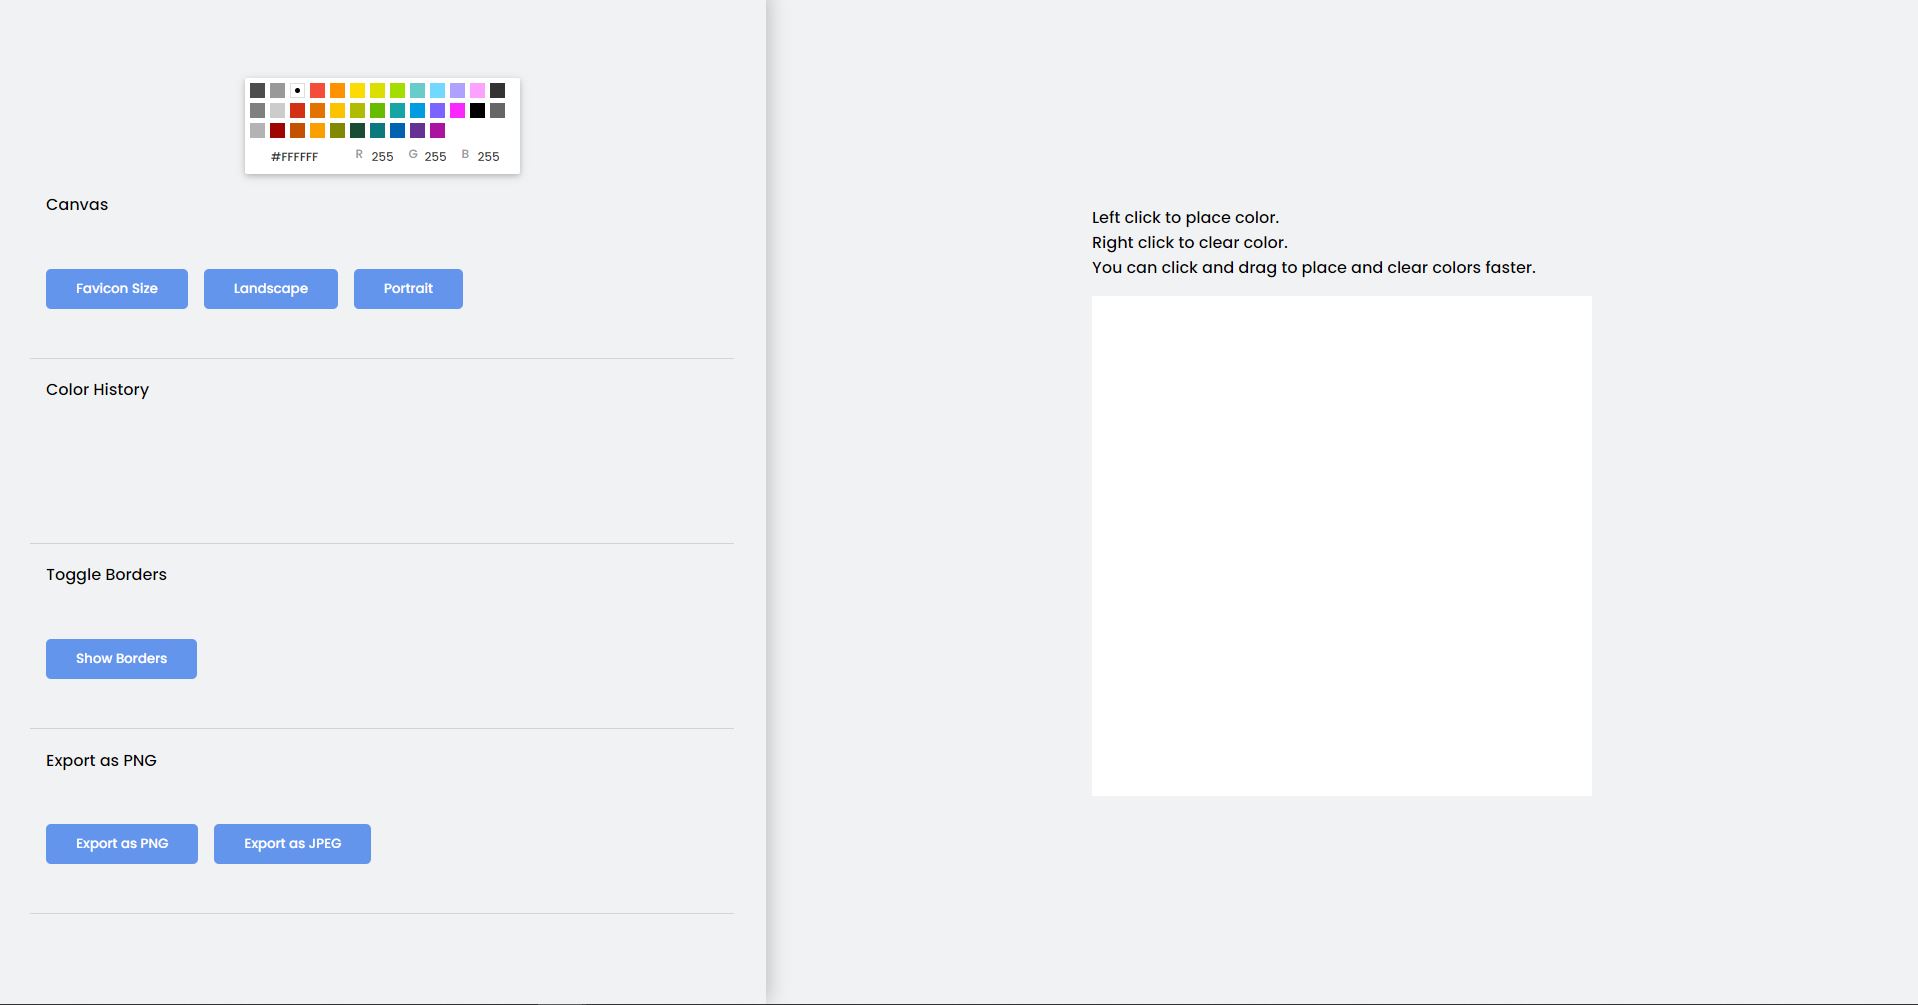 #FFFFFF R 255 G 255 B 255
Canvas
Favicon Size Landscape Portrait
Color History
Toggle Borders
Show Borders
Export as PNG
Export as PNG Export as JPEG
Left click to place color.
Right click to clear color.
You can click and drag to place and clear colors faster.